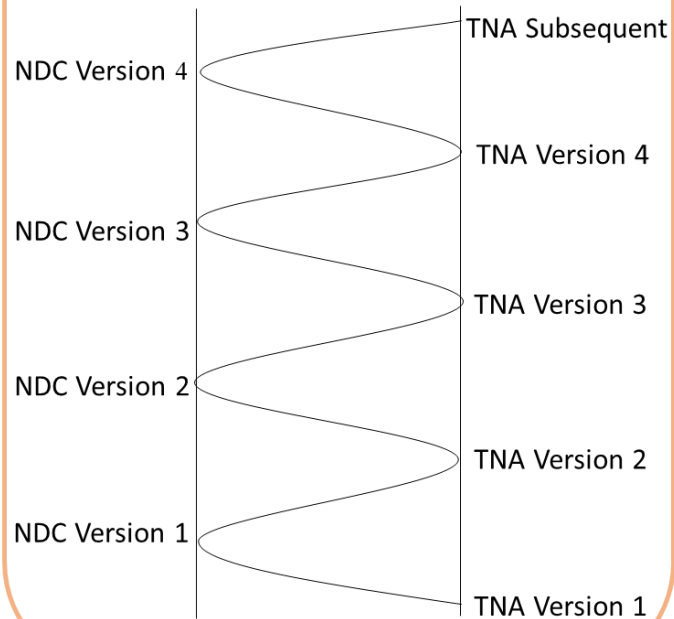 TNA Subsequent
NDC Version 4
TNA Version 4
NDC Version 3
TNA Version 3
NDC Version 2
TNA Version 2
NDC Version 1
TNA Version 1